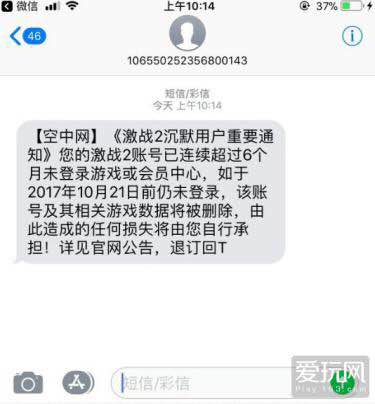 微信 上午10:14 37%
46
106550252356800143
短信/彩信
今天 上午10:14
【空中网】《激战2沉默用户重要通
知》您的激战2账号已连续超过6个
月未登录游戏或会员中心，如于
2017年10月21日前仍未登录，该账
号及其相关游戏数据将被删除，由
此造成的任何损失将由您自行承
担！详见官网公告，退订回T
短信/彩信
爱玩网
Play.163.com